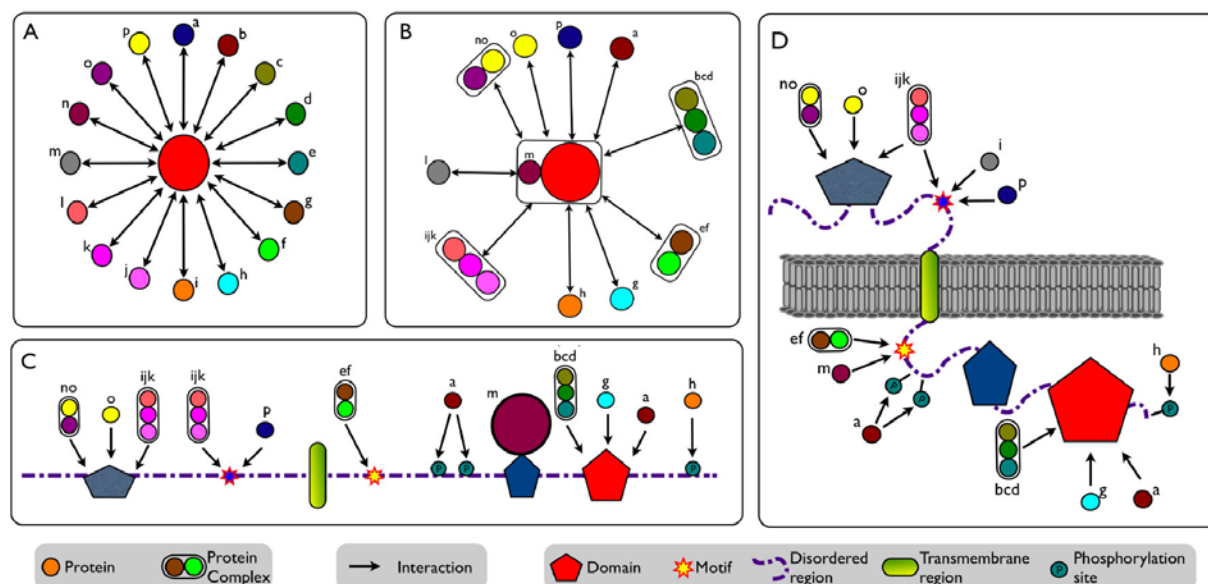 A
a
p
b
o
c
n
d
m
e
l
g
k
f
j
h
i
B
no
o
p
a
bcd
m
l
ef
ijk
h
g
C
no
o
ijk
ijk
p
ef
a
m
bcd
g
a
h
P
P
P
D
no
o
ijk
i
p
ef
m
P
P
a
h
P
bcd
g
a
Protein
Protein
Complex
Interaction
Domain
Motif
Disordered
region
Transmembrane
region
P
Phosphorylation
site